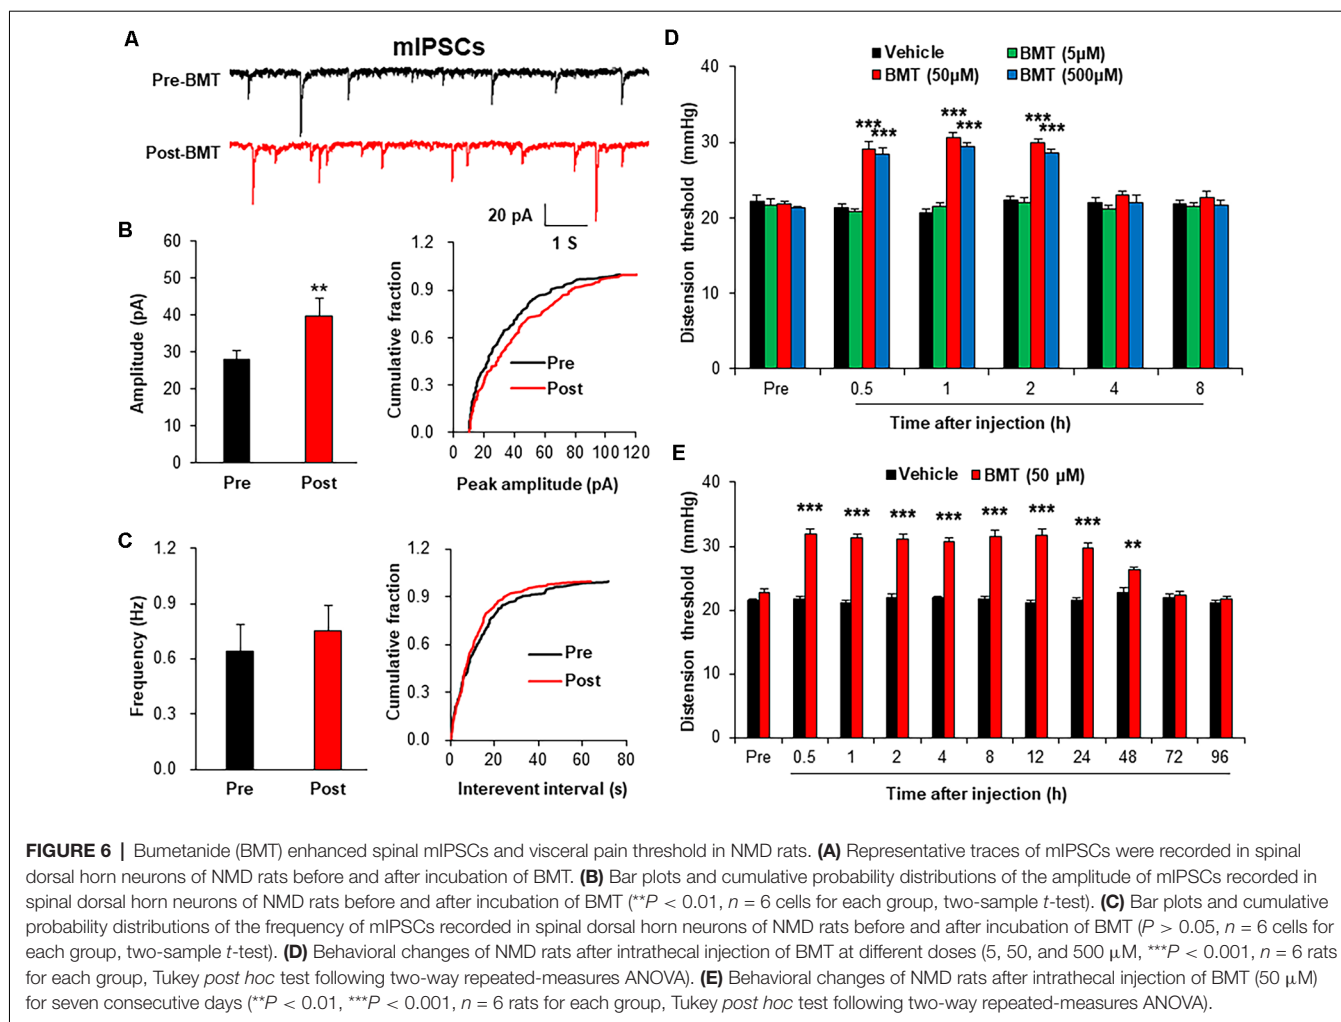 A
mIPSCs
Pre-BMT
Post-BMT
20 pA
1 S
B
60
50
40
30
20
10
0
Amplitude (pA)
**
Pre
Post
1.2
0.9
0.6
0.3
0.0
Cumulative fraction
Pre
Post
0
20
40
60
80
100
120
Peak amplitude (pA)
C
1.2
0.9
0.6
0.3
0.0
Frequency (Hz)
Pre
Post
1.2
0.9
0.6
0.3
0.0
Cumulative fraction
Pre
Post
0
20
40
60
80
Interevent interval (s)
D
Vehicle
BMT (5μM)
BMT (50μM)
BMT (500μM)
40
30
20
10
0
Distension threshold (mmHg)
***
***
***
***
***
***
Pre
0.5
1
2
4
8
Time after injection (h)
E
Vehicle
BMT (50 μM)
40
30
20
10
0
Distension threshold (mmHg)
***
***
***
***
***
***
***
**
Pre
0.5
1
2
4
8
12
24
48
72
96
Time after injection (h)
FIGURE 6 | Bumetanide (BMT) enhanced spinal mIPSCs and visceral pain threshold in NMD rats. (A) Representative traces of mIPSCs were recorded in spinal
dorsal horn neurons of NMD rats before and after incubation of BMT. (B) Bar plots and cumulative probability distributions of the amplitude of mIPSCs recorded in
spinal dorsal horn neurons of NMD rats before and after incubation of BMT (**P < 0.01, n = 6 cells for each group, two-sample t-test). (C) Bar plots and cumulative
probability distributions of the frequency of mIPSCs recorded in spinal dorsal horn neurons of NMD rats before and after incubation of BMT (P > 0.05, n = 6 cells for
each group, two-sample t-test). (D) Behavioral changes of NMD rats after intrathecal injection of BMT at different doses (5, 50, and 500 μM, ***P < 0.001, n = 6 rats
for each group, Tukey post hoc test following two-way repeated-measures ANOVA). (E) Behavioral changes of NMD rats after intrathecal injection of BMT (50 μM)
for seven consecutive days (**P < 0.01, ***P < 0.001, n = 6 rats for each group, Tukey post hoc test following two-way repeated-measures ANOVA).